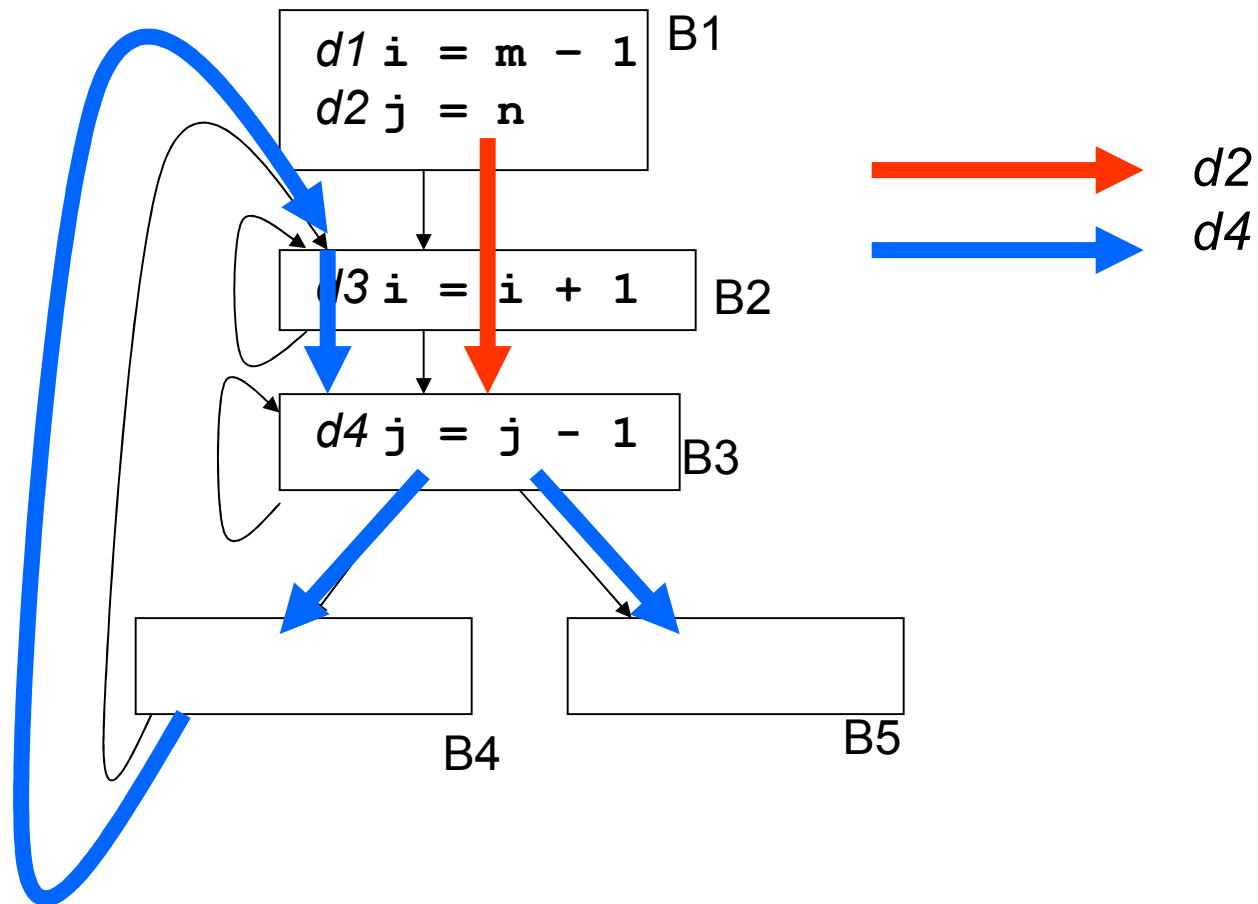 d1 i = m - 1
d2 j = n
B1
d2
d4
d3 i = i + 1
B2
d4 j = j - 1
B3
B4
B5